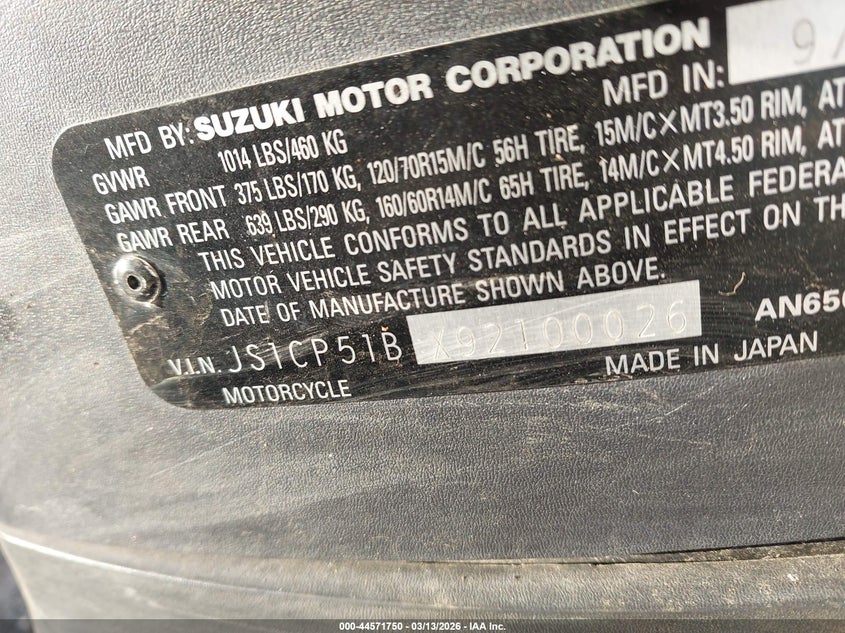 MFD BY: SUZUKI MOTOR CORPORATION
MFD IN: 9/
GVWR 1014 LBS/460 KG
GAWR FRONT 375 LBS/170 KG, 120/70R15M/C 56H TIRE, 15M/C×MT3.50 RIM, AT
GAWR REAR 639 LBS/290 KG, 160/60R14M/C 65H TIRE, 14M/C×MT4.50 RIM, AT
THIS VEHICLE CONFORMS TO ALL APPLICABLE FEDERA
MOTOR VEHICLE SAFETY STANDARDS IN EFFECT ON TH
DATE OF MANUFACTURE SHOWN ABOVE.
V.I.N. JS1CP51B X92100026 AN650
MOTORCYCLE MADE IN JAPAN
000-44571750 | 03/13/2026 | IAA Inc.